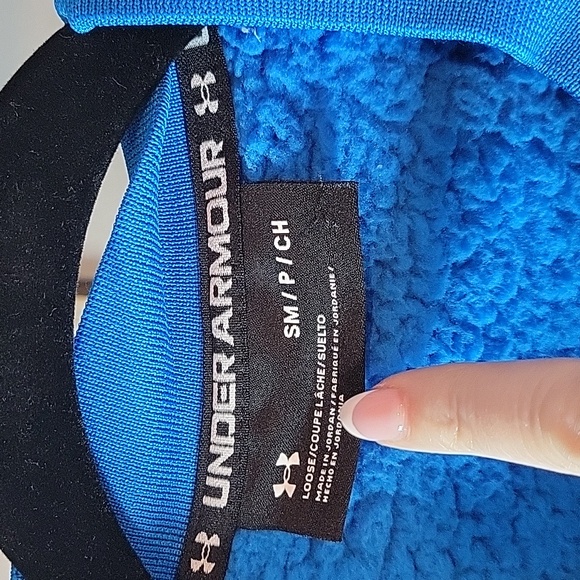 UNDER ARMOUR
SM / P / CH
LOOSE/COUPE LÂCHE/SUELTO
MADE IN JORDAN/FABRIQUÉ EN JORDANIE/
HECHO EN JORDANIA